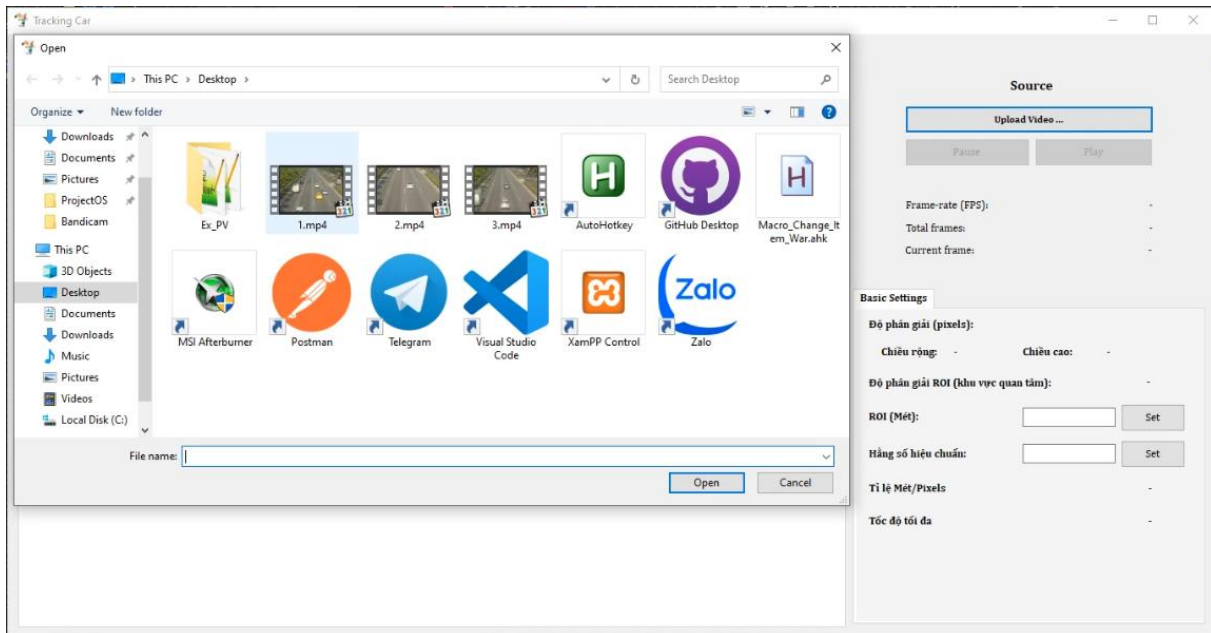 Tracking Car
Open
This PC > Desktop >
Search Desktop
Organize
New folder
Downloads
Documents
Pictures
ProjectOS
Bandicam
This PC
3D Objects
Desktop
Documents
Downloads
Music
Pictures
Videos
Local Disk (C:)
Ex_PV
321
1.mp4
321
2.mp4
321
3.mp4
H
AutoHotkey
GitHub Desktop
H
Macro_Change_It
em_War.ahk
MSI Afterburner
Postman
Telegram
Visual Studio
Code
XamPP Control
Zalo
Zalo
File name:
Open
Cancel
Source
Upload Video ...
Pause
Play
Frame-rate (FPS): -
Total frames: -
Current frame: -
Basic Settings
Độ phân giải (pixels):
Chiều rộng: - Chiều cao: -
Độ phân giải ROI (khu vực quan tâm): -
ROI (Mét): Set
Hằng số hiệu chuẩn: Set
Tỉ lệ Mét/Pixels -
Tốc độ tối đa -